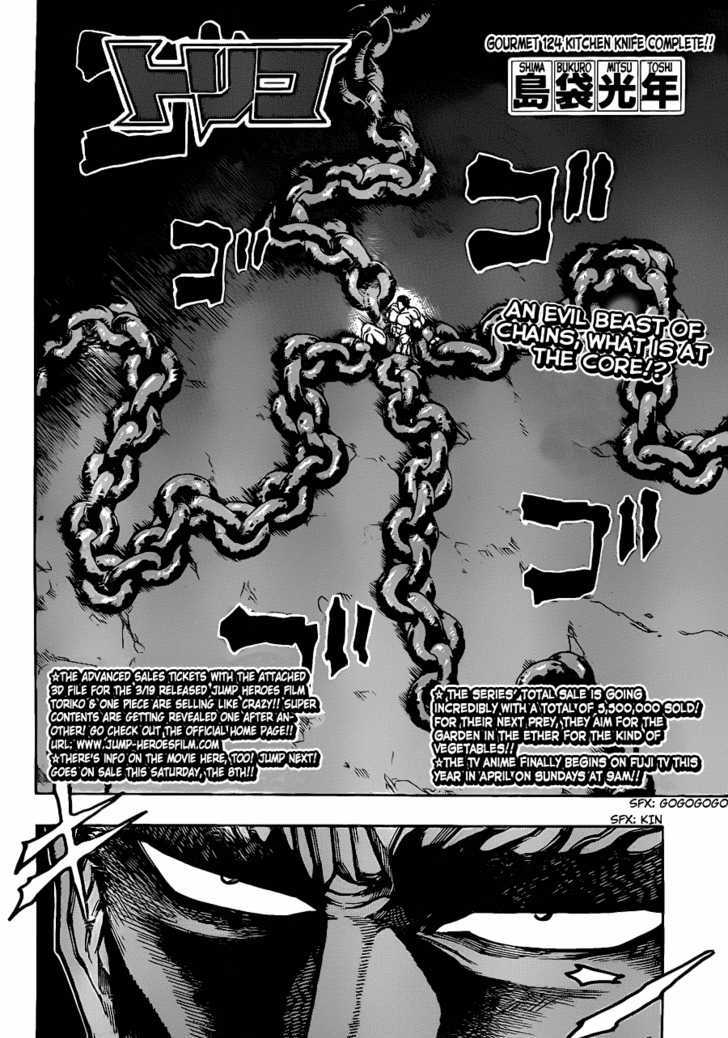 トリコ
GOURMET 124 KITCHEN KNIFE COMPLETE!!
SHIMA BUKURO MITSU TOSHI
島袋光年
ゴ
ゴ
ゴ
AN EVIL BEAST OF
CHAINS, WHAT IS AT
THE CORE!?
ゴ
ゴ
☆THE ADVANCED SALES TICKETS WITH THE ATTACHED
3D FILE FOR THE 3/19 RELEASED JUMP HEROES FILM
TORIKO & ONE PIECE ARE SELLING LIKE CRAZY!! SUPER
CONTENTS ARE GETTING REVEALED ONE AFTER AN-
OTHER! GO CHECK OUT THE OFFICIAL HOME PAGE!!
URL: WWW.JUMP-HEROESFILM.COM
☆THERE'S INFO ON THE MOVIE HERE, TOO! JUMP NEXT!
GOES ON SALE THIS SATURDAY, THE 8TH!!
☆ THE SERIES' TOTAL SALE IS GOING
INCREDIBLY WITH A TOTAL OF 5,500,000 SOLD!
FOR THEIR NEXT PREY, THEY AIM FOR THE
GARDEN IN THE ETHER FOR THE KIND OF
VEGETABLES!!
☆THE TV ANIME FINALLY BEGINS ON FUJI TV THIS
YEAR IN APRIL ON SUNDAYS AT 9AM!!
SFX: GOGOGOGO
SFX: KIN
キン